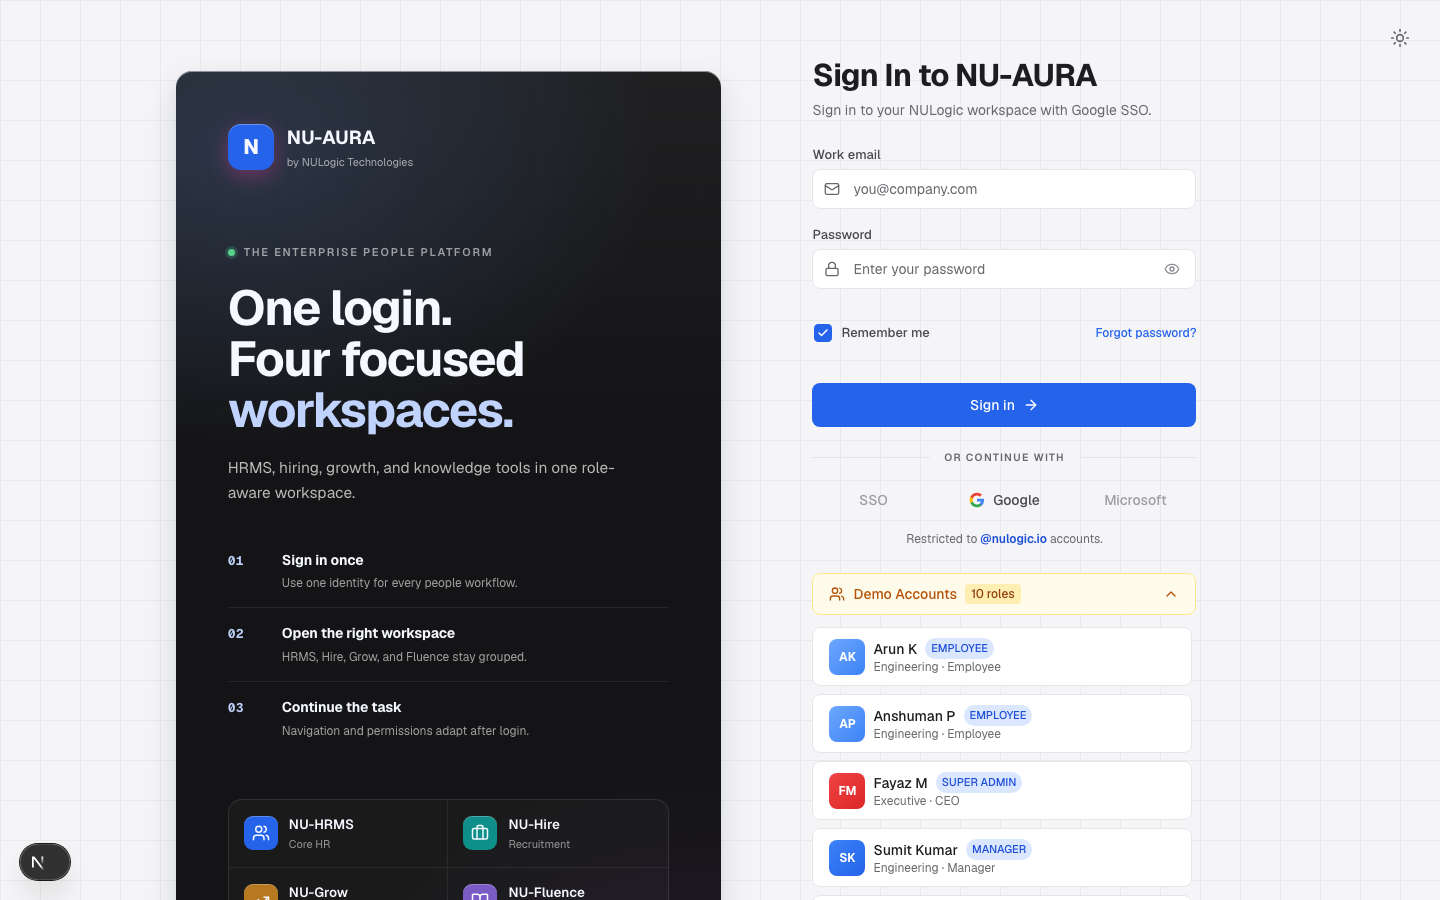 N
NU-AURA
by NULogic Technologies
THE ENTERPRISE PEOPLE PLATFORM
One login.
Four focused
workspaces.
HRMS, hiring, growth, and knowledge tools in one role-
aware workspace.
01
Sign in once
Use one identity for every people workflow.
02
Open the right workspace
HRMS, Hire, Grow, and Fluence stay grouped.
03
Continue the task
Navigation and permissions adapt after login.
NU-HRMS
Core HR
NU-Hire
Recruitment
NU-Grow
NU-Fluence
N
Sign In to NU-AURA
Sign in to your NULogic workspace with Google SSO.
Work email
you@company.com
Password
Enter your password
Remember me
Forgot password?
Sign in
OR CONTINUE WITH
SSO
Google
Microsoft
Restricted to @nulogic.io accounts.
Demo Accounts 10 roles
AK
Arun K EMPLOYEE
Engineering · Employee
AP
Anshuman P EMPLOYEE
Engineering · Employee
FM
Fayaz M SUPER ADMIN
Executive · CEO
SK
Sumit Kumar MANAGER
Engineering · Manager